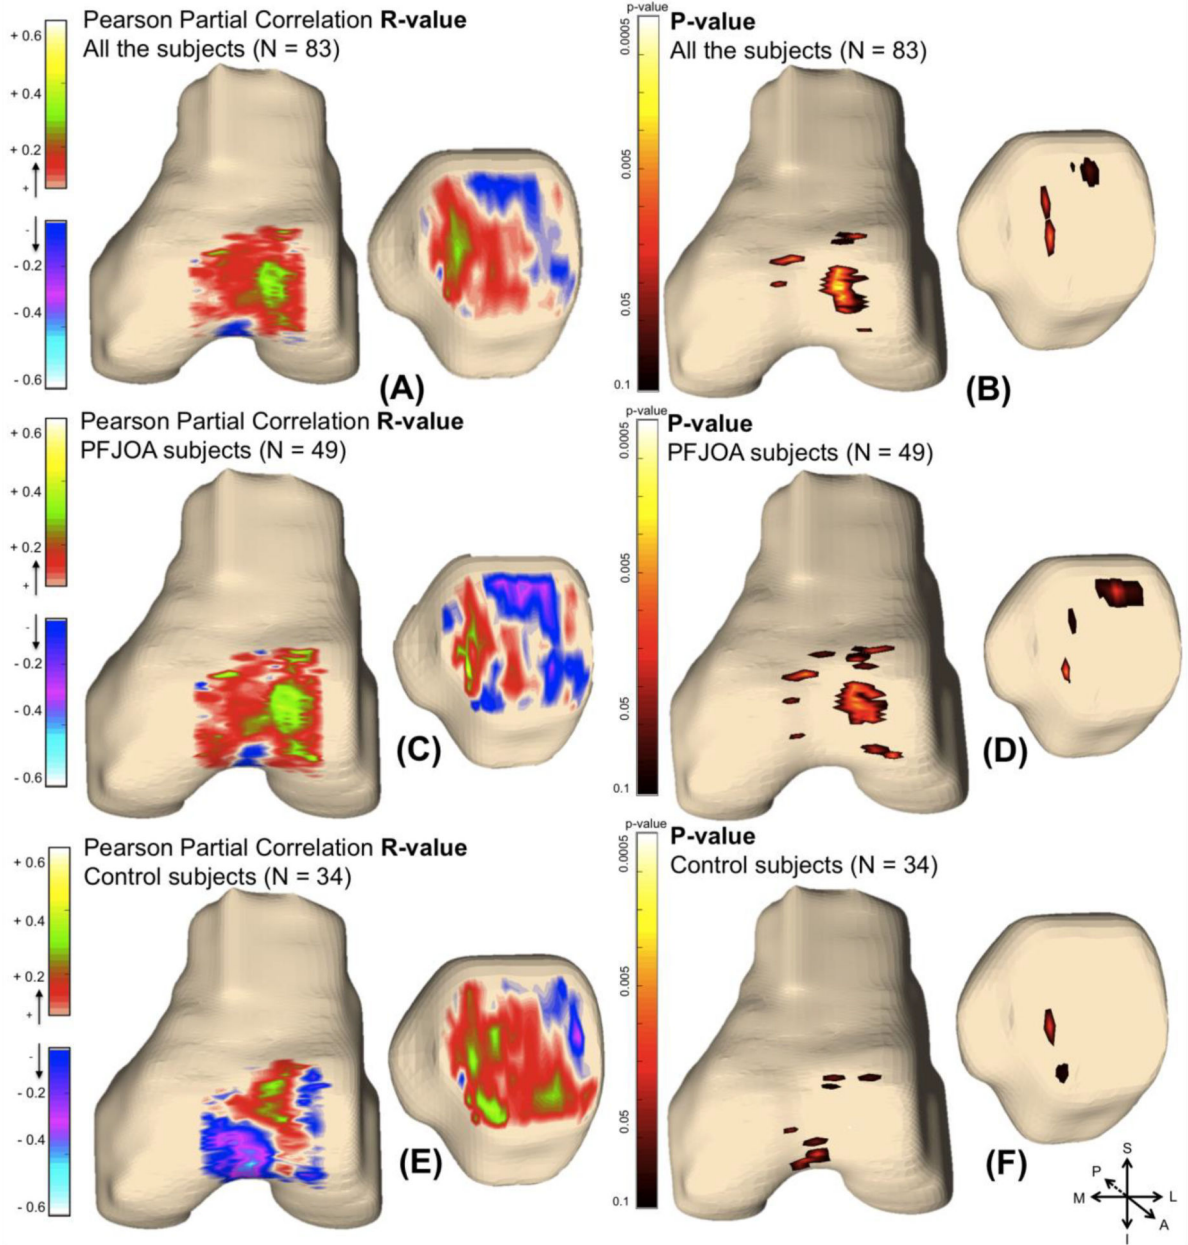 Pearson Partial Correlation R-value
All the subjects (N = 83)
+ 0.6
+ 0.4
+ 0.2
+
-
- 0.2
- 0.4
- 0.6
(A)
p-value
P-value
All the subjects (N = 83)
0.0005
0.005
0.05
0.1
(B)
Pearson Partial Correlation R-value
PFJOA subjects (N = 49)
+ 0.6
+ 0.4
+ 0.2
+
-
- 0.2
- 0.4
- 0.6
(C)
p-value
P-value
PFJOA subjects (N = 49)
0.0005
0.005
0.05
0.1
(D)
Pearson Partial Correlation R-value
Control subjects (N = 34)
+ 0.6
+ 0.4
+ 0.2
+
-
- 0.2
- 0.4
- 0.6
(E)
p-value
P-value
Control subjects (N = 34)
0.0005
0.005
0.05
0.1
(F)
S
P
M
L
A
I